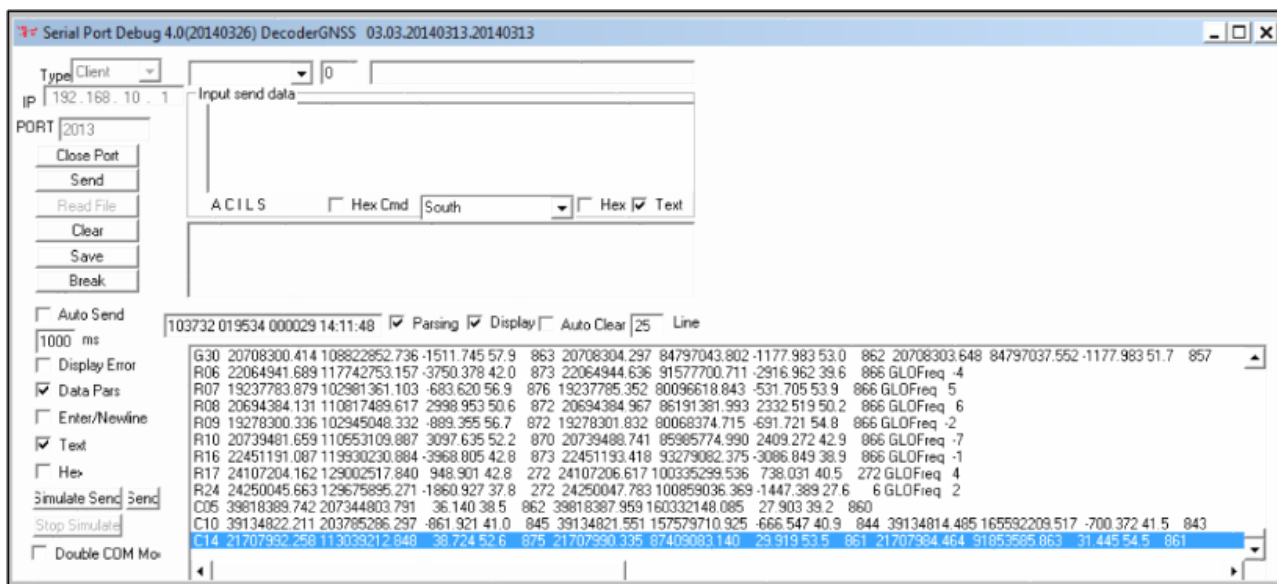 Serial Port Debug 4.0(20140326) DecoderGNSS 03.03.20140313.20140313
Type Client
0
IP 192.168. 10 . 1
PORT 2013
Input send data
Close Port
Send
Read File
Clear
Save
Break
A C I L S Hex Cmd South Hex Text
Auto Send
1000 ms
103732 019534 000029 14:11:48 Parsing Display Auto Clear 25 Line
Display Error
Data Pars
Enter/Newline
Text
Hex
Simulate Send Send
Stop Simulate
Double COM Mo
G30 20708300.414 108822852.736 -1511.745 57.9 863 20708304.297 84797043.802 -1177.983 53.0 862 20708303.648 84797037.552 -1177.983 51.7 857
R06 22064941.689 117742753.157 -3750.378 42.0 873 22064944.636 91577700.711 -2916.962 39.6 866 GLOFreq -4
R07 19237783.879 102981361.103 -683.620 56.9 876 19237785.352 80096618.843 -531.705 53.9 866 GLOFreq 5
R08 20694384.131 110817489.617 2998.953 50.6 872 20694384.967 86191381.993 2332.519 50.2 866 GLOFreq 6
R09 19278300.336 102945048.332 -889.355 56.7 872 19278301.832 80068374.715 -691.721 54.8 866 GLOFreq -2
R10 20739481.659 110553109.887 3097.635 52.2 870 20739488.741 85985774.990 2409.272 42.9 866 GLOFreq -7
R16 22451191.087 119930230.884 -3968.805 42.8 873 22451193.418 93279082.375 -3086.849 38.9 866 GLOFreq -1
R17 24107204.162 129002517.840 948.901 42.8 272 24107206.617 100335299.536 738.031 40.5 272 GLOFreq 4
R24 24250045.663 129675895.271 -1860.927 37.8 272 24250047.783 100859036.369 -1447.389 27.6 6 GLOFreq 2
C05 39818389.742 207344803.791 36.140 38.5 862 39818387.959 160332148.085 27.903 39.2 860
C10 39134822.211 203785286.297 -861.921 41.0 845 39134821.551 157579710.925 -666.547 40.9 844 39134814.485 165592209.517 -700.372 41.5 843
C14 21707992.258 113039212.848 38.724 52.6 875 21707990.335 87409083.140 29.919 53.5 861 21707984.464 91853585.863 31.445 54.5 861